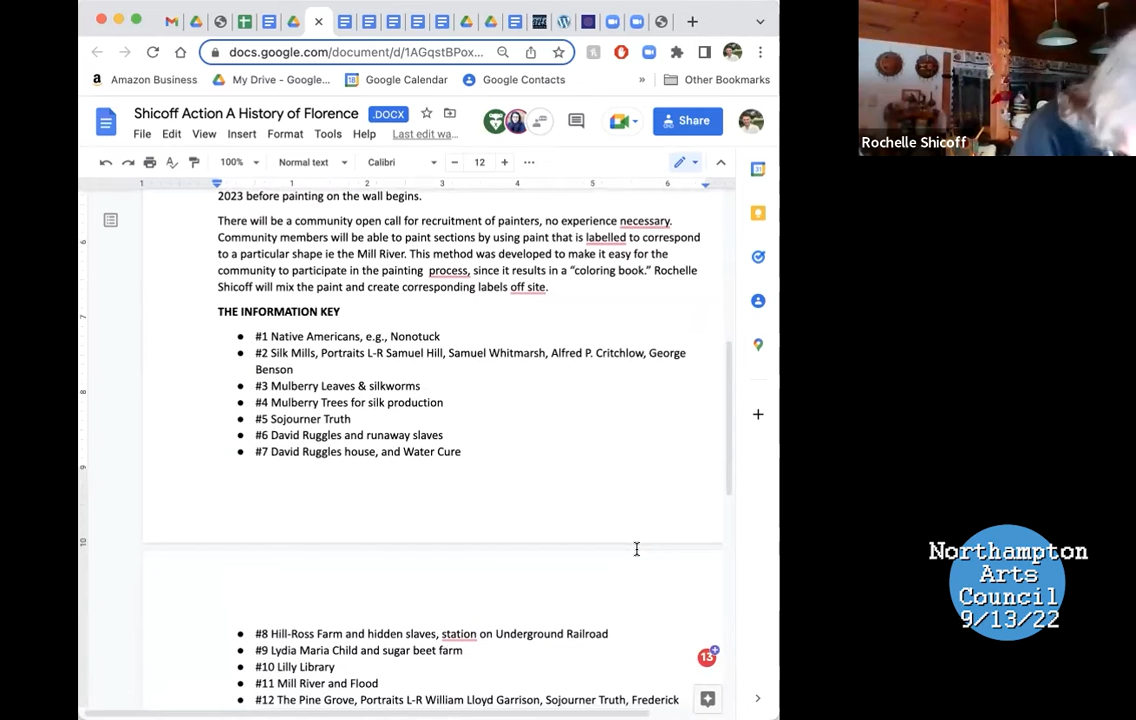 docs.google.com/document/d/1AGqstBPox...
Amazon Business
My Drive - Google...
Google Calendar
Google Contacts
»
Other Bookmarks
Shicoff Action A History of Florence
.DOCX
File Edit View Insert Format Tools Help Last edit wa...
Share
100%
Normal text
Calibri
12
1 1 2 3 4 5 6
2023 before painting on the wall begins.
There will be a community open call for recruitment of painters, no experience necessary.
Community members will be able to paint sections by using paint that is labelled to correspond
to a particular shape ie the Mill River. This method was developed to make it easy for the
community to participate in the painting process, since it results in a “coloring book.” Rochelle
Shicoff will mix the paint and create corresponding labels off site.
THE INFORMATION KEY
● #1 Native Americans, e.g., Nonotuck
● #2 Silk Mills, Portraits L-R Samuel Hill, Samuel Whitmarsh, Alfred P. Critchlow, George
Benson
● #3 Mulberry Leaves & silkworms
● #4 Mulberry Trees for silk production
● #5 Sojourner Truth
● #6 David Ruggles and runaway slaves
● #7 David Ruggles house, and Water Cure
● #8 Hill-Ross Farm and hidden slaves, station on Underground Railroad
● #9 Lydia Maria Child and sugar beet farm
● #10 Lilly Library
● #11 Mill River and Flood
● #12 The Pine Grove, Portraits L-R William Lloyd Garrison, Sojourner Truth, Frederick
13
Rochelle Shicoff
Northampton
Arts
Council
9/13/22